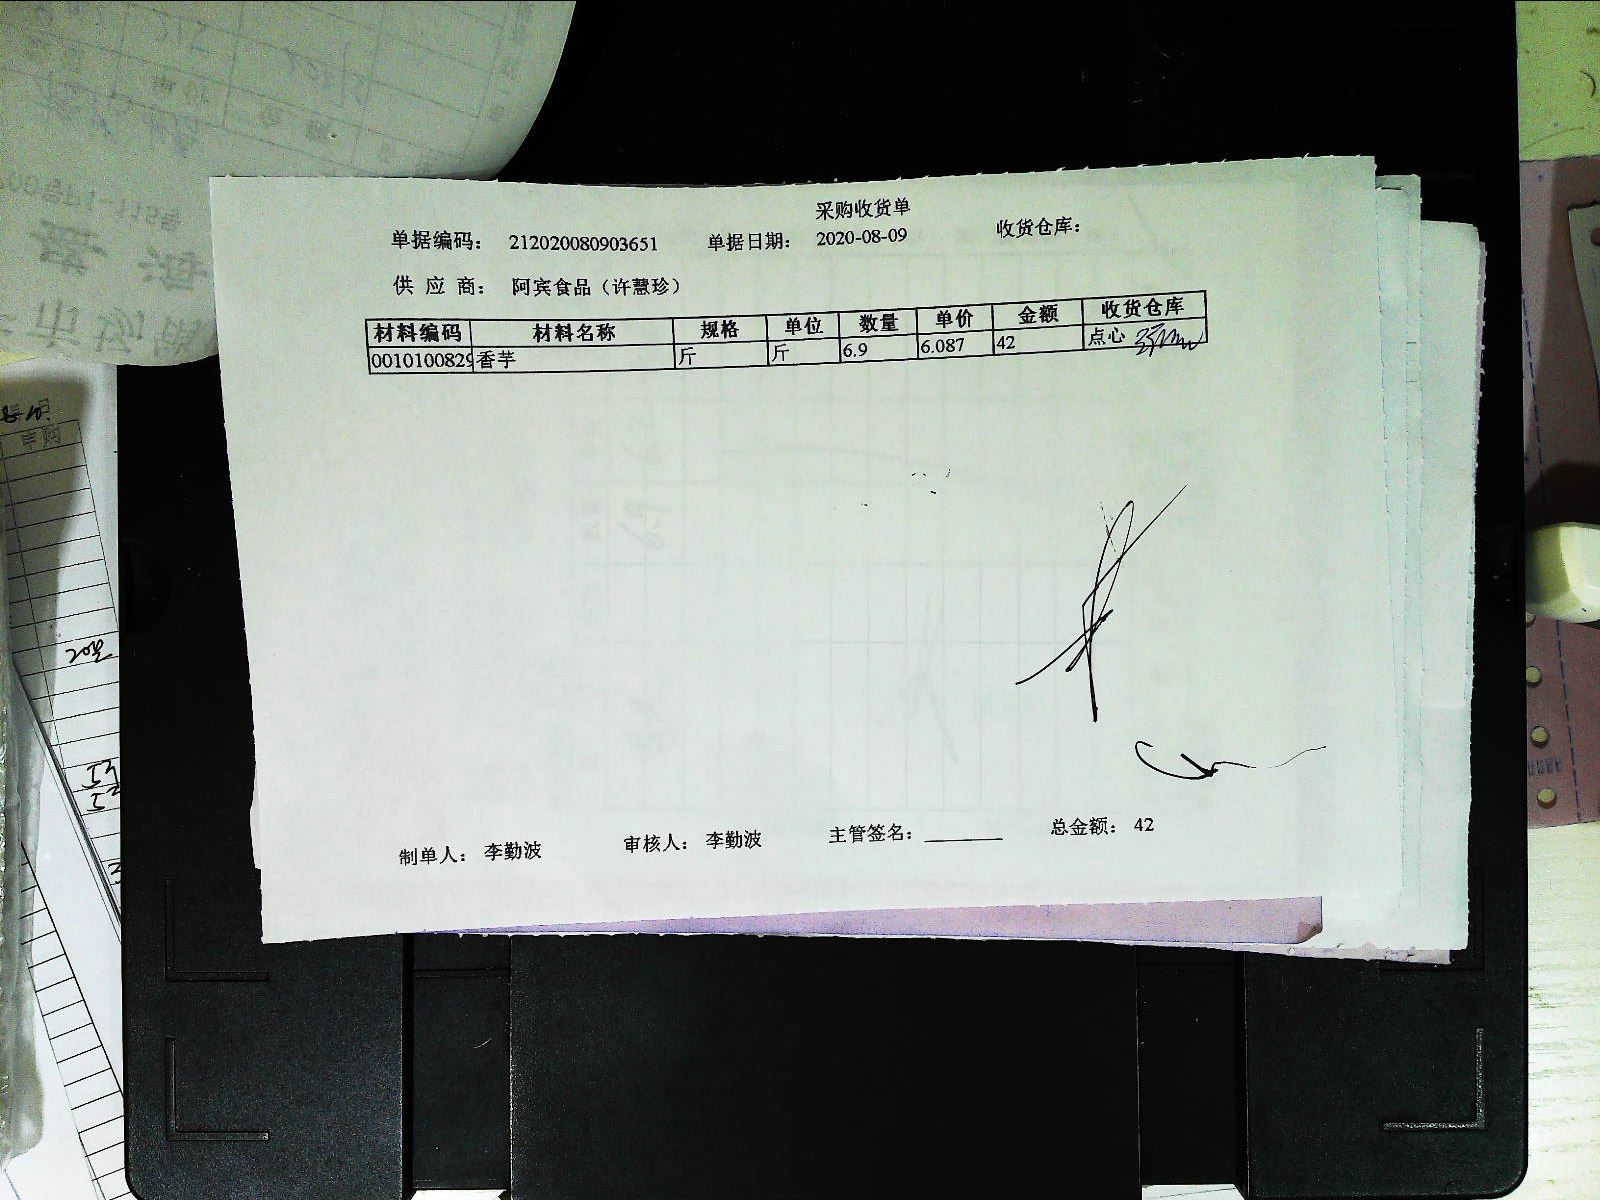 采购收货单
单据编码： 212020080903651 单据日期： 2020-08-09 收货仓库：
供 应 商： 阿宾食品（许慧珍）
材料编码 材料名称 规格 单位 数量 单价 金额 收货仓库
0010100829 香芋 斤 斤 6.9 6.087 42 点心
制单人： 李勤波 审核人： 李勤波 主管签名：________ 总金额： 42
申购